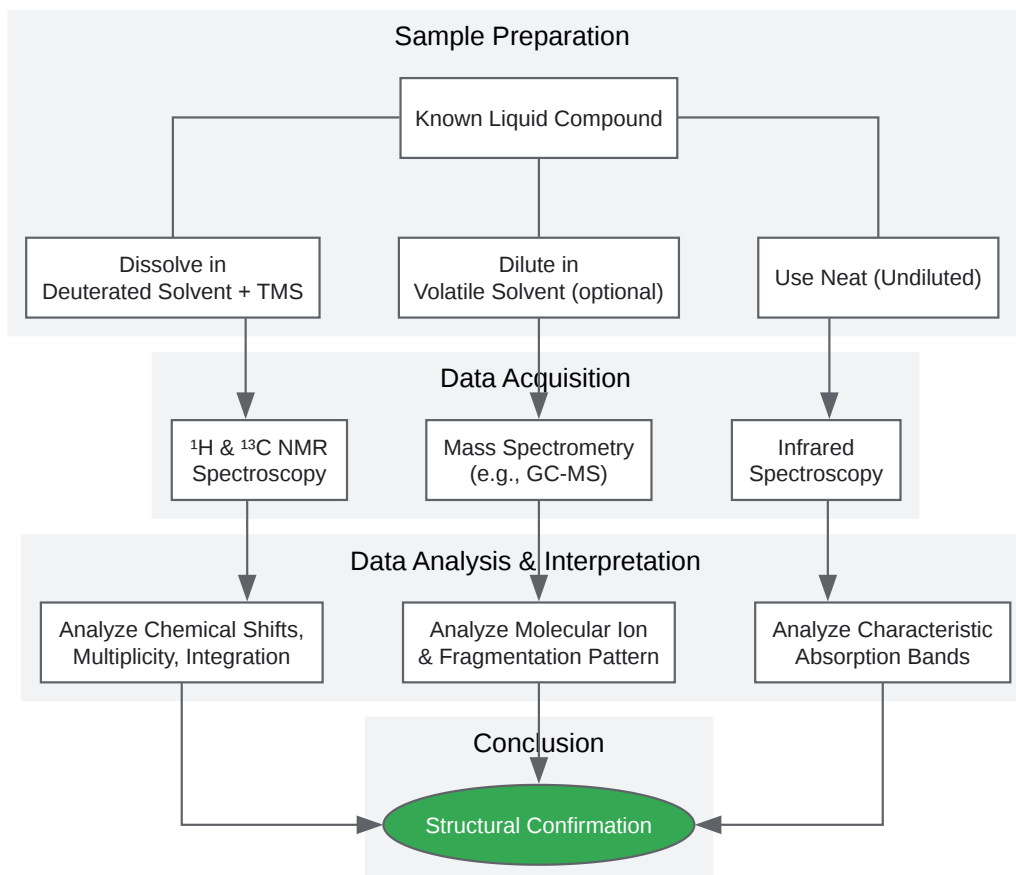 Sample Preparation
Known Liquid Compound
Dissolve in
Deuterated Solvent + TMS
Dilute in
Volatile Solvent (optional)
Use Neat (Undiluted)
Data Acquisition
¹H & ¹³C NMR
Spectroscopy
Mass Spectrometry
(e.g., GC-MS)
Infrared
Spectroscopy
Data Analysis & Interpretation
Analyze Chemical Shifts,
Multiplicity, Integration
Analyze Molecular Ion
& Fragmentation Pattern
Analyze Characteristic
Absorption Bands
Conclusion
Structural Confirmation